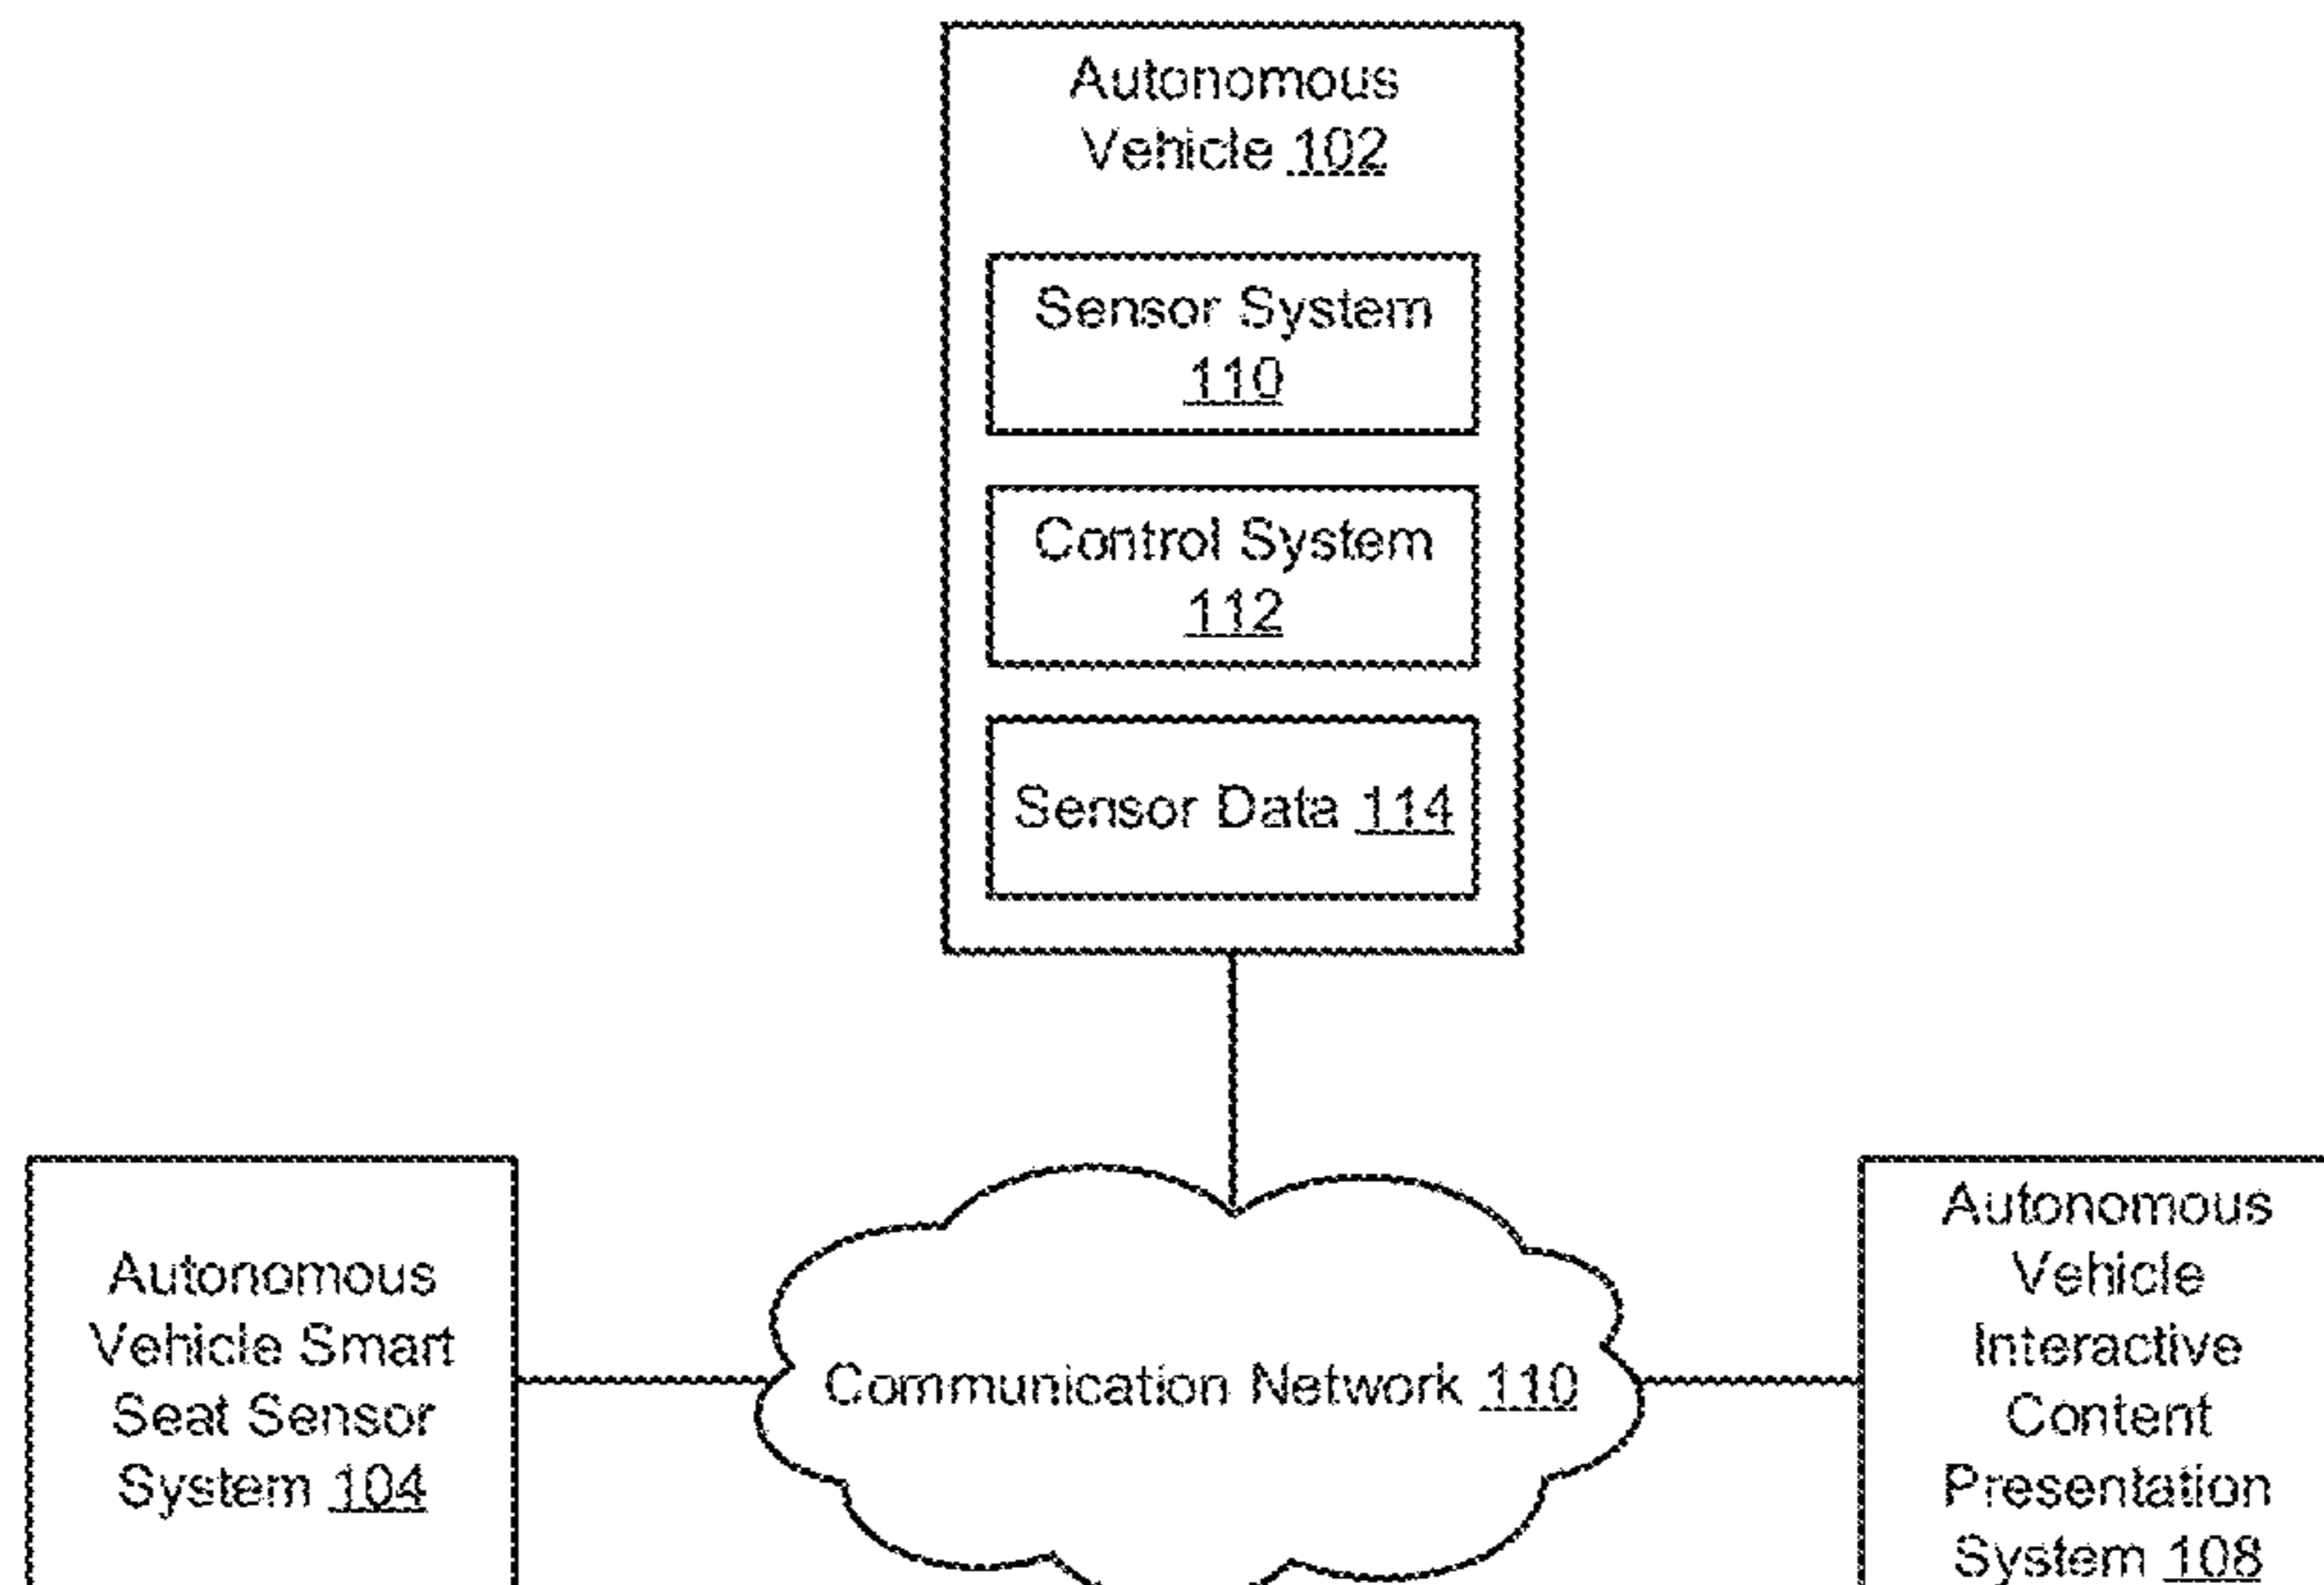 Autonomous
Vehicle 102
Sensor System
110
Control System
112
Sensor Data 114
Autonomous
Vehicle Smart
Seat Sensor
System 104
Communication Network 110
Autonomous
Vehicle
Interactive
Content
Presentation
System 108